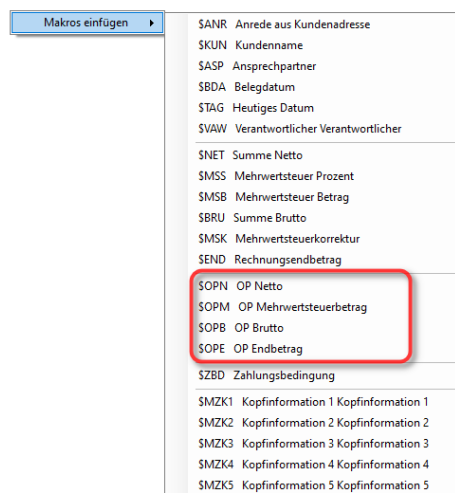 Makros einfügen
$ANR Anrede aus Kundenadresse
$KUN Kundenname
$ASP Ansprechpartner
$BDA Belegdatum
$TAG Heutiges Datum
$VAW Verantwortlicher Verantwortlicher
$NET Summe Netto
$MSS Mehrwertsteuer Prozent
$MSB Mehrwertsteuer Betrag
$BRU Summe Brutto
$MSK Mehrwertsteuerkorrektur
$END Rechnungsendbetrag
$OPN OP Netto
$OPM OP Mehrwertsteuerbetrag
$OPB OP Brutto
$OPE OP Endbetrag
$ZBD Zahlungsbedingung
$MZK1 Kopfinformation 1 Kopfinformation 1
$MZK2 Kopfinformation 2 Kopfinformation 2
$MZK3 Kopfinformation 3 Kopfinformation 3
$MZK4 Kopfinformation 4 Kopfinformation 4
$MZK5 Kopfinformation 5 Kopfinformation 5